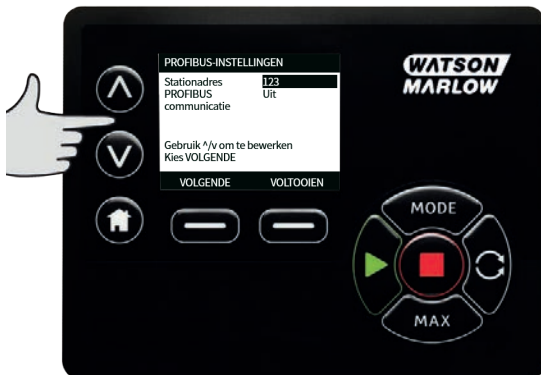 PROFIBUS-INSTELLINGEN
Stationadres 123
PROFIBUS Uit
communicatie
Gebruik ^/v om te bewerken
Kies VOLGENDE
VOLGENDE VOLTOOIEN
WATSON
MARLOW
MODE
MAX